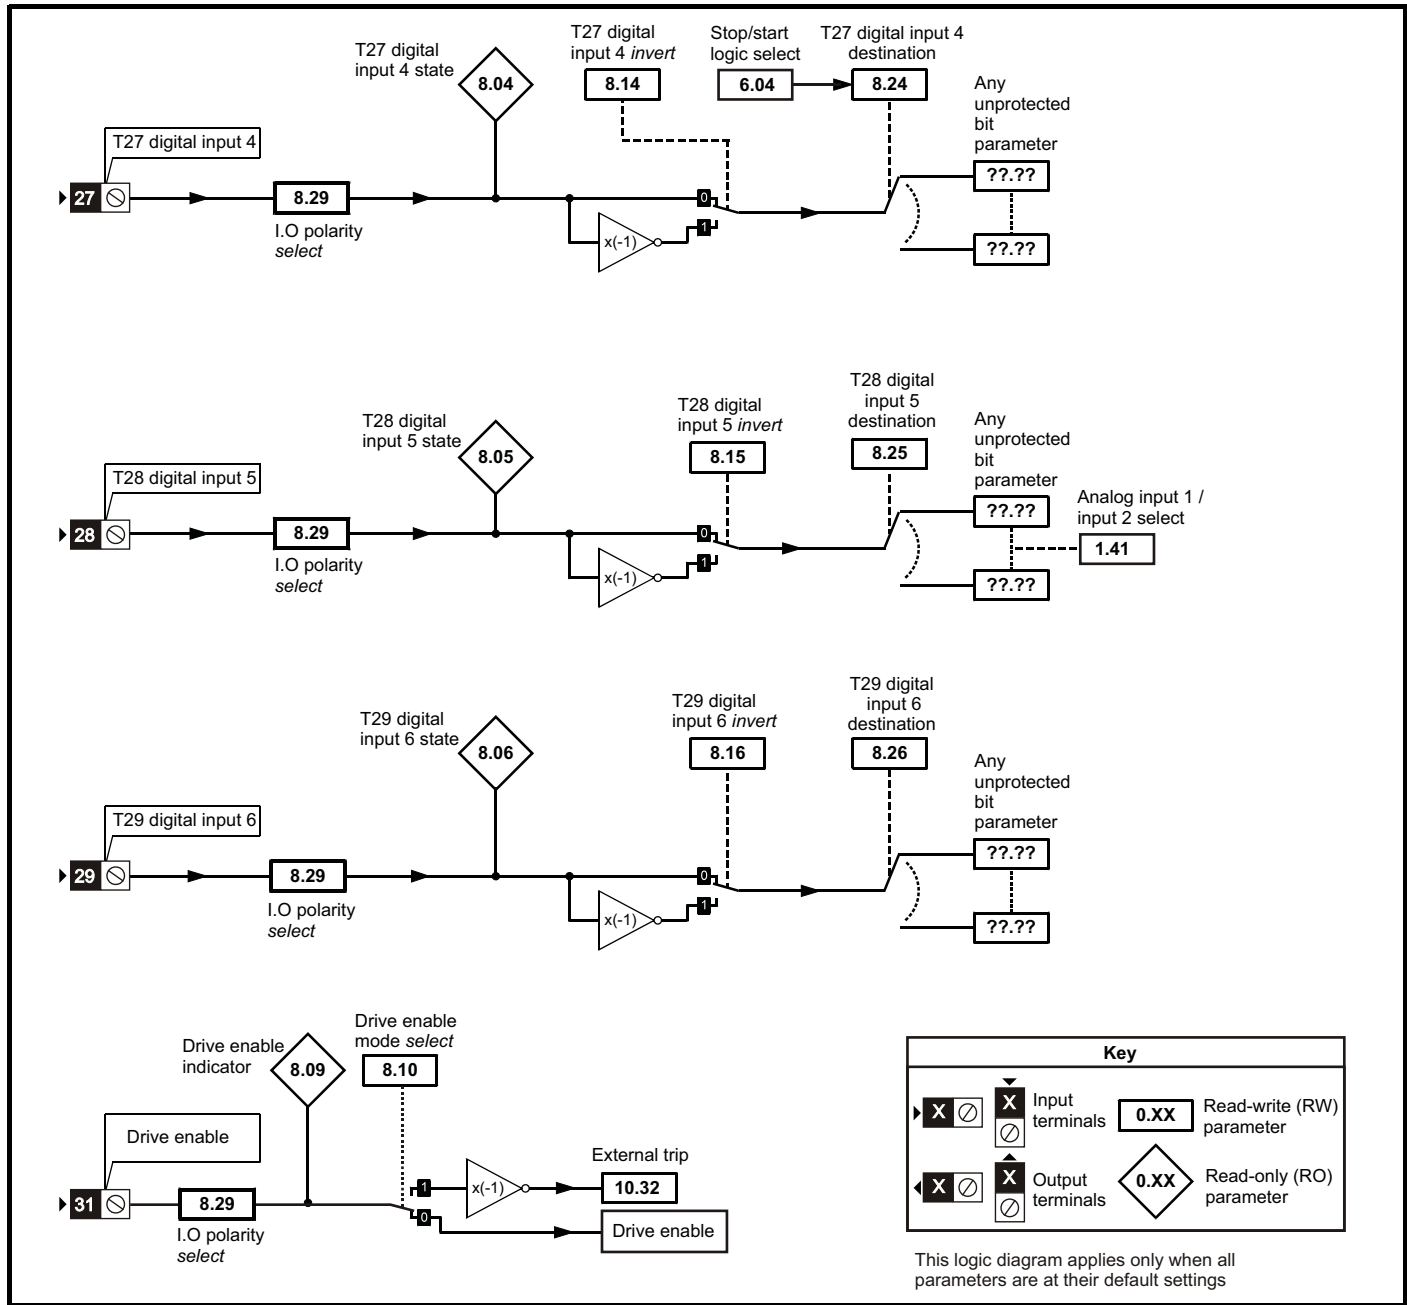 T27 digital
input 4 state
8.04
T27 digital
input 4 invert
8.14
Stop/start
logic select
6.04
T27 digital input 4
destination
8.24
Any
unprotected
bit
parameter
??.??
??.??
T27 digital input 4
27
8.29
I.O polarity
select
x(-1)
0
1
T28 digital
input 5 state
8.05
T28 digital
input 5 invert
8.15
T28 digital
input 5
destination
8.25
Any
unprotected
bit
parameter
??.??
??.??
Analog input 1 /
input 2 select
1.41
T28 digital input 5
28
8.29
I.O polarity
select
x(-1)
0
1
T29 digital
input 6 state
8.06
T29 digital
input 6 invert
8.16
T29 digital
input 6
destination
8.26
Any
unprotected
bit
parameter
??.??
??.??
T29 digital input 6
29
8.29
I.O polarity
select
x(-1)
0
1
Drive enable
indicator
8.09
Drive enable
mode select
8.10
Drive enable
31
8.29
I.O polarity
select
1
0
x(-1)
External trip
10.32
Drive enable
Key
X
X
Input
terminals
0.XX
Read-write (RW)
parameter
X
X
Output
terminals
0.XX
Read-only (RO)
parameter
This logic diagram applies only when all
parameters are at their default settings